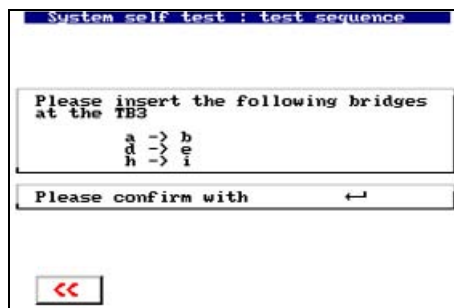 System self test : test sequence
Please insert the following bridges
at the TB3
a -> b
d -> e
h -> i
Please confirm with ↵
<<